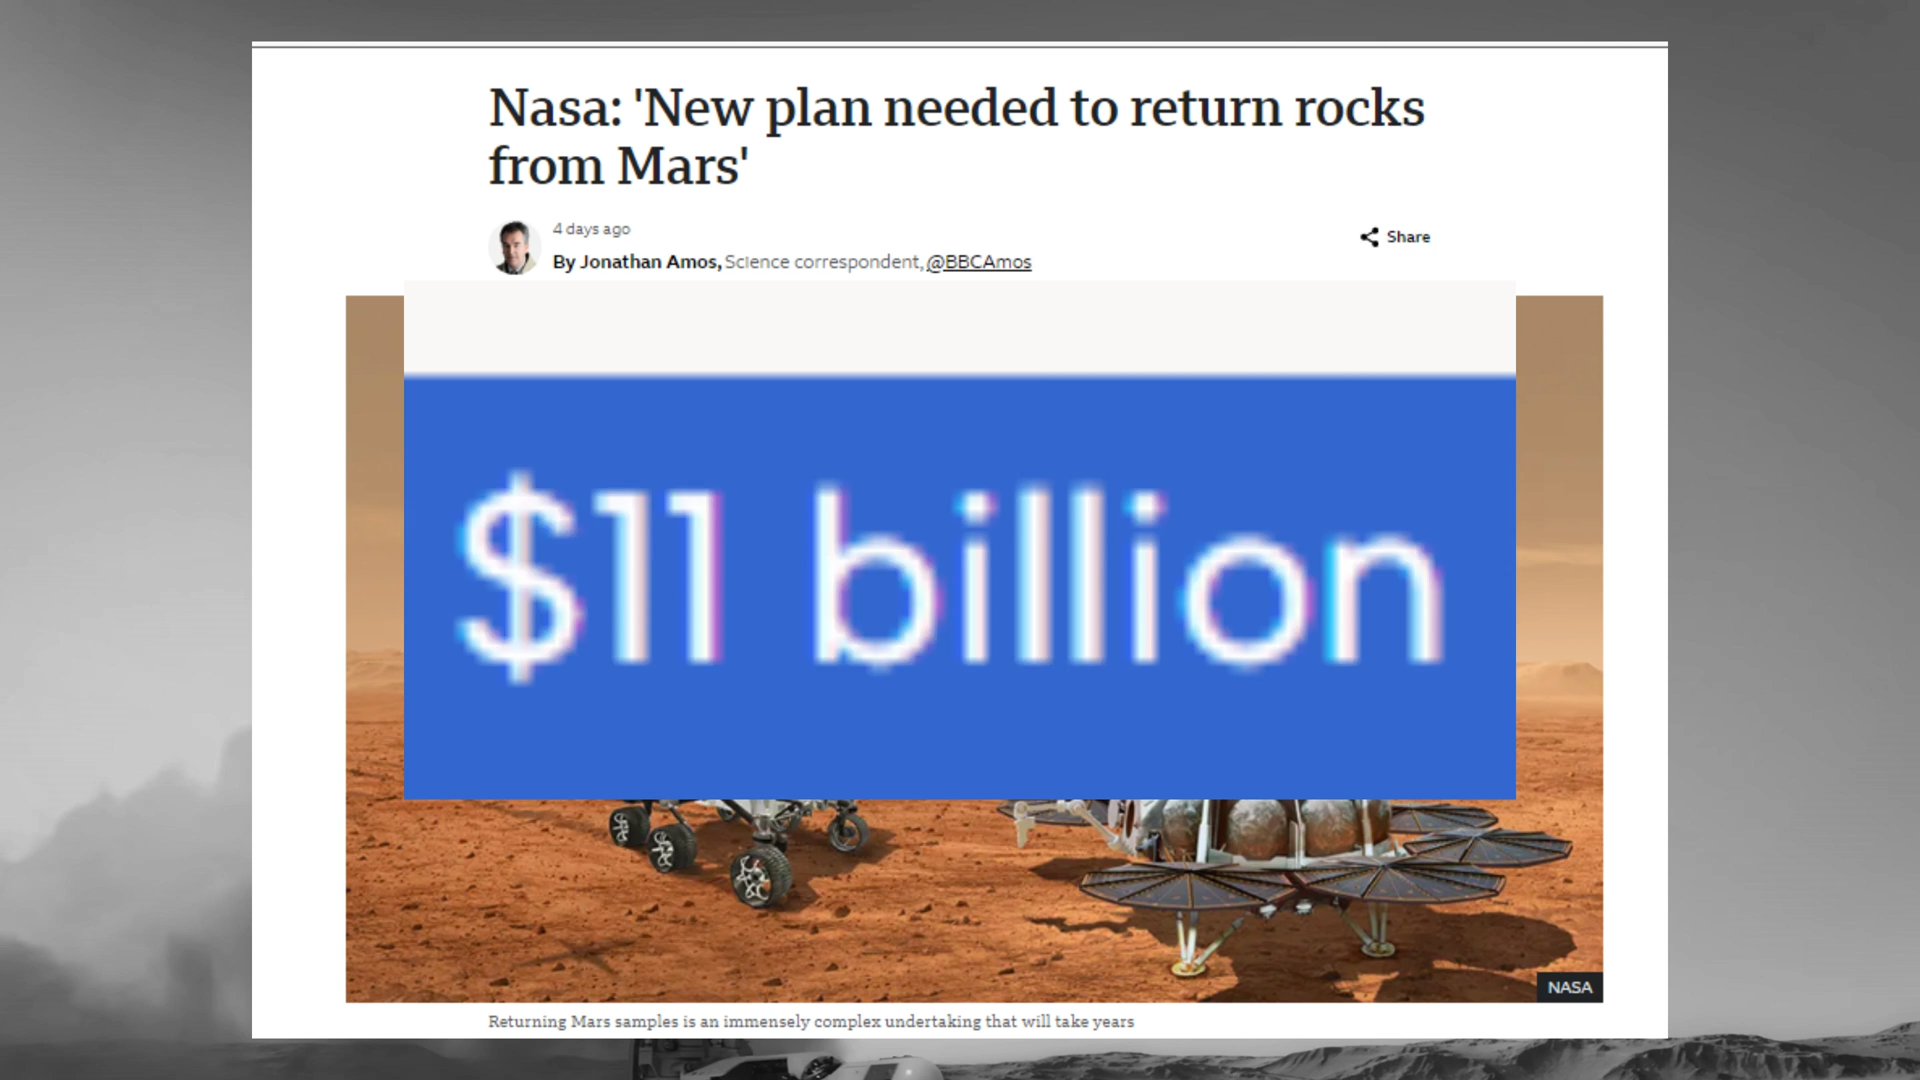 Nasa: 'New plan needed to return rocks
from Mars'
4 days ago
By Jonathan Amos, Science correspondent, @BBCAmos
Share
$11 billion
NASA
Returning Mars samples is an immensely complex undertaking that will take years